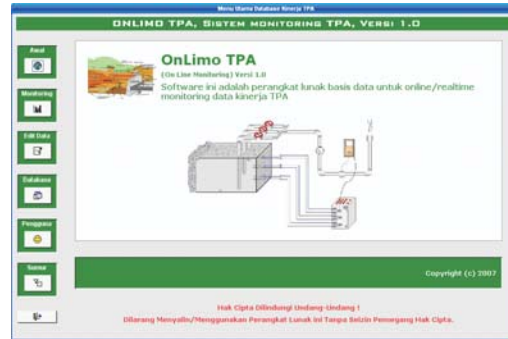 Menu Utama Database Kinerja TPA
ONLIMO TPA, SISTEM MONITORING TPA, VERSI 1.0
Awal
Monitoring
Edit Data
Database
Pengguna
OnLimo TPA
(On Line Monitoring) Versi 1.0
Software ini adalah perangkat lunak basis data untuk online/realtime
monitoring data kinerja TPA
Copyright (c) 2007
Hak Cipta Dilindungi Undang-Undang !
Dilarang Menyalin/Menggunakan Perangkat Lunak ini Tanpa Seizin Pemegang Hak Cipta.